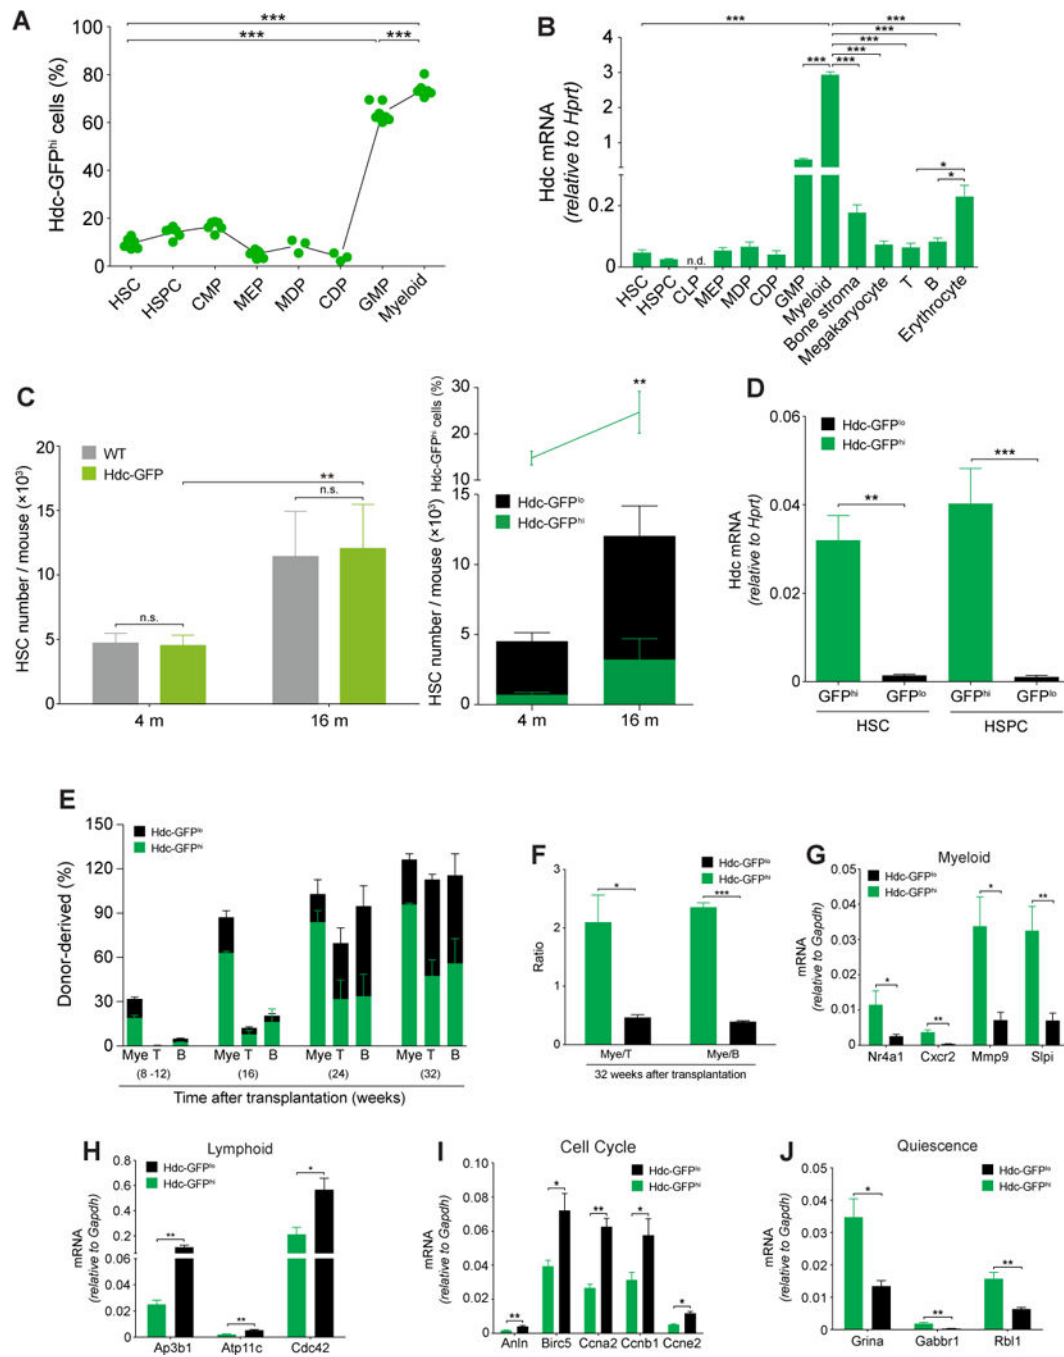 A
Hdc-GFPhi cells (%)
100
80
60
40
20
0
HSC
HSPC
CMP
MEP
MDP
CDP
GMP
Myeloid
***
***
***
B
Hdc mRNA
(relative to Hprt)
4
3
2
1
0.2
0
HSC
HSPC
CLP
MEP
MDP
CDP
GMP
Myeloid
Bone stroma
Megakaryocyte
T
B
Erythrocyte
n.d.
***
***
***
***
***
***
***
*
*
C
HSC number / mouse (×10³)
20
15
10
5
0
WT
Hdc-GFP
n.s.
n.s.
**
4 m
16 m
Hdc-GFPhi cells (%)
30
20
10
**
HSC number / mouse (×10³)
15
10
5
0
Hdc-GFPlo
Hdc-GFPhi
4 m
16 m
D
Hdc mRNA
(relative to Hprt)
0.06
0.04
0.02
0
Hdc-GFPlo
Hdc-GFPhi
**
***
GFPhi GFPlo GFPhi GFPlo
HSC HSPC
E
Donor-derived (%)
150
120
90
60
30
0
Hdc-GFPlo
Hdc-GFPhi
Mye T B Mye T B Mye T B Mye T B
(8 -12) (16) (24) (32)
Time after transplantation (weeks)
F
Ratio
3
2
1
0
Hdc-GFPlo
Hdc-GFPhi
*
***
Mye/T Mye/B
32 weeks after transplantation
G
Myeloid
mRNA
(relative to Gapdh)
0.05
0.04
0.03
0.02
0.01
0
Hdc-GFPlo
Hdc-GFPhi
*
**
*
**
Nr4a1 Cxcr2 Mmp9 Slpi
H
Lymphoid
mRNA
(relative to Gapdh)
0.8
0.6
0.4
0.2
0.06
0.04
0.02
0
Hdc-GFPlo
Hdc-GFPhi
**
**
*
Ap3b1 Atp11c Cdc42
I
Cell Cycle
mRNA
(relative to Gapdh)
0.10
0.08
0.06
0.04
0.02
0
Hdc-GFPlo
Hdc-GFPhi
**
*
**
*
*
Anln Birc5 Ccna2 Ccnb1 Ccne2
J
Quiescence
mRNA
(relative to Gapdh)
0.05
0.04
0.03
0.02
0.01
0
Hdc-GFPlo
Hdc-GFPhi
*
**
**
Grina Gabbr1 Rbl1